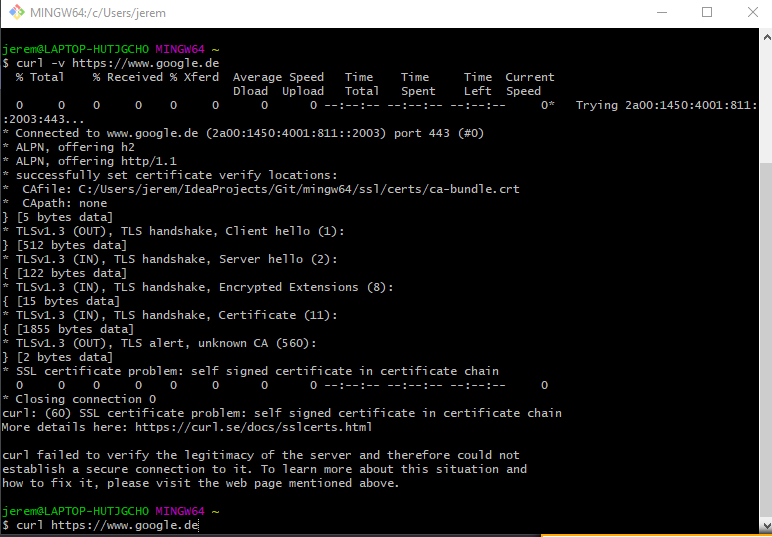 MINGW64:/c/Users/jerem
jerem@LAPTOP-HUTJGCHO MINGW64 ~
$ curl -v https://www.google.de
  % Total    % Received % Xferd  Average Speed   Time    Time     Time  Current
                                 Dload  Upload   Total   Spent    Left  Speed
  0     0    0     0    0     0      0      0 --:--:-- --:--:-- --:--:--     0*   Trying 2a00:1450:4001:811:
:2003:443...
* Connected to www.google.de (2a00:1450:4001:811::2003) port 443 (#0)
* ALPN, offering h2
* ALPN, offering http/1.1
* successfully set certificate verify locations:
*  CAfile: C:/Users/jerem/IdeaProjects/Git/mingw64/ssl/certs/ca-bundle.crt
*  CApath: none
} [5 bytes data]
* TLSv1.3 (OUT), TLS handshake, Client hello (1):
} [512 bytes data]
* TLSv1.3 (IN), TLS handshake, Server hello (2):
{ [122 bytes data]
* TLSv1.3 (IN), TLS handshake, Encrypted Extensions (8):
{ [15 bytes data]
* TLSv1.3 (IN), TLS handshake, Certificate (11):
{ [1855 bytes data]
* TLSv1.3 (OUT), TLS alert, unknown CA (560):
} [2 bytes data]
* SSL certificate problem: self signed certificate in certificate chain
  0     0    0     0    0     0      0      0 --:--:-- --:--:-- --:--:--     0
* Closing connection 0
curl: (60) SSL certificate problem: self signed certificate in certificate chain
More details here: https://curl.se/docs/sslcerts.html

curl failed to verify the legitimacy of the server and therefore could not
establish a secure connection to it. To learn more about this situation and
how to fix it, please visit the web page mentioned above.

jerem@LAPTOP-HUTJGCHO MINGW64 ~
$ curl https://www.google.de